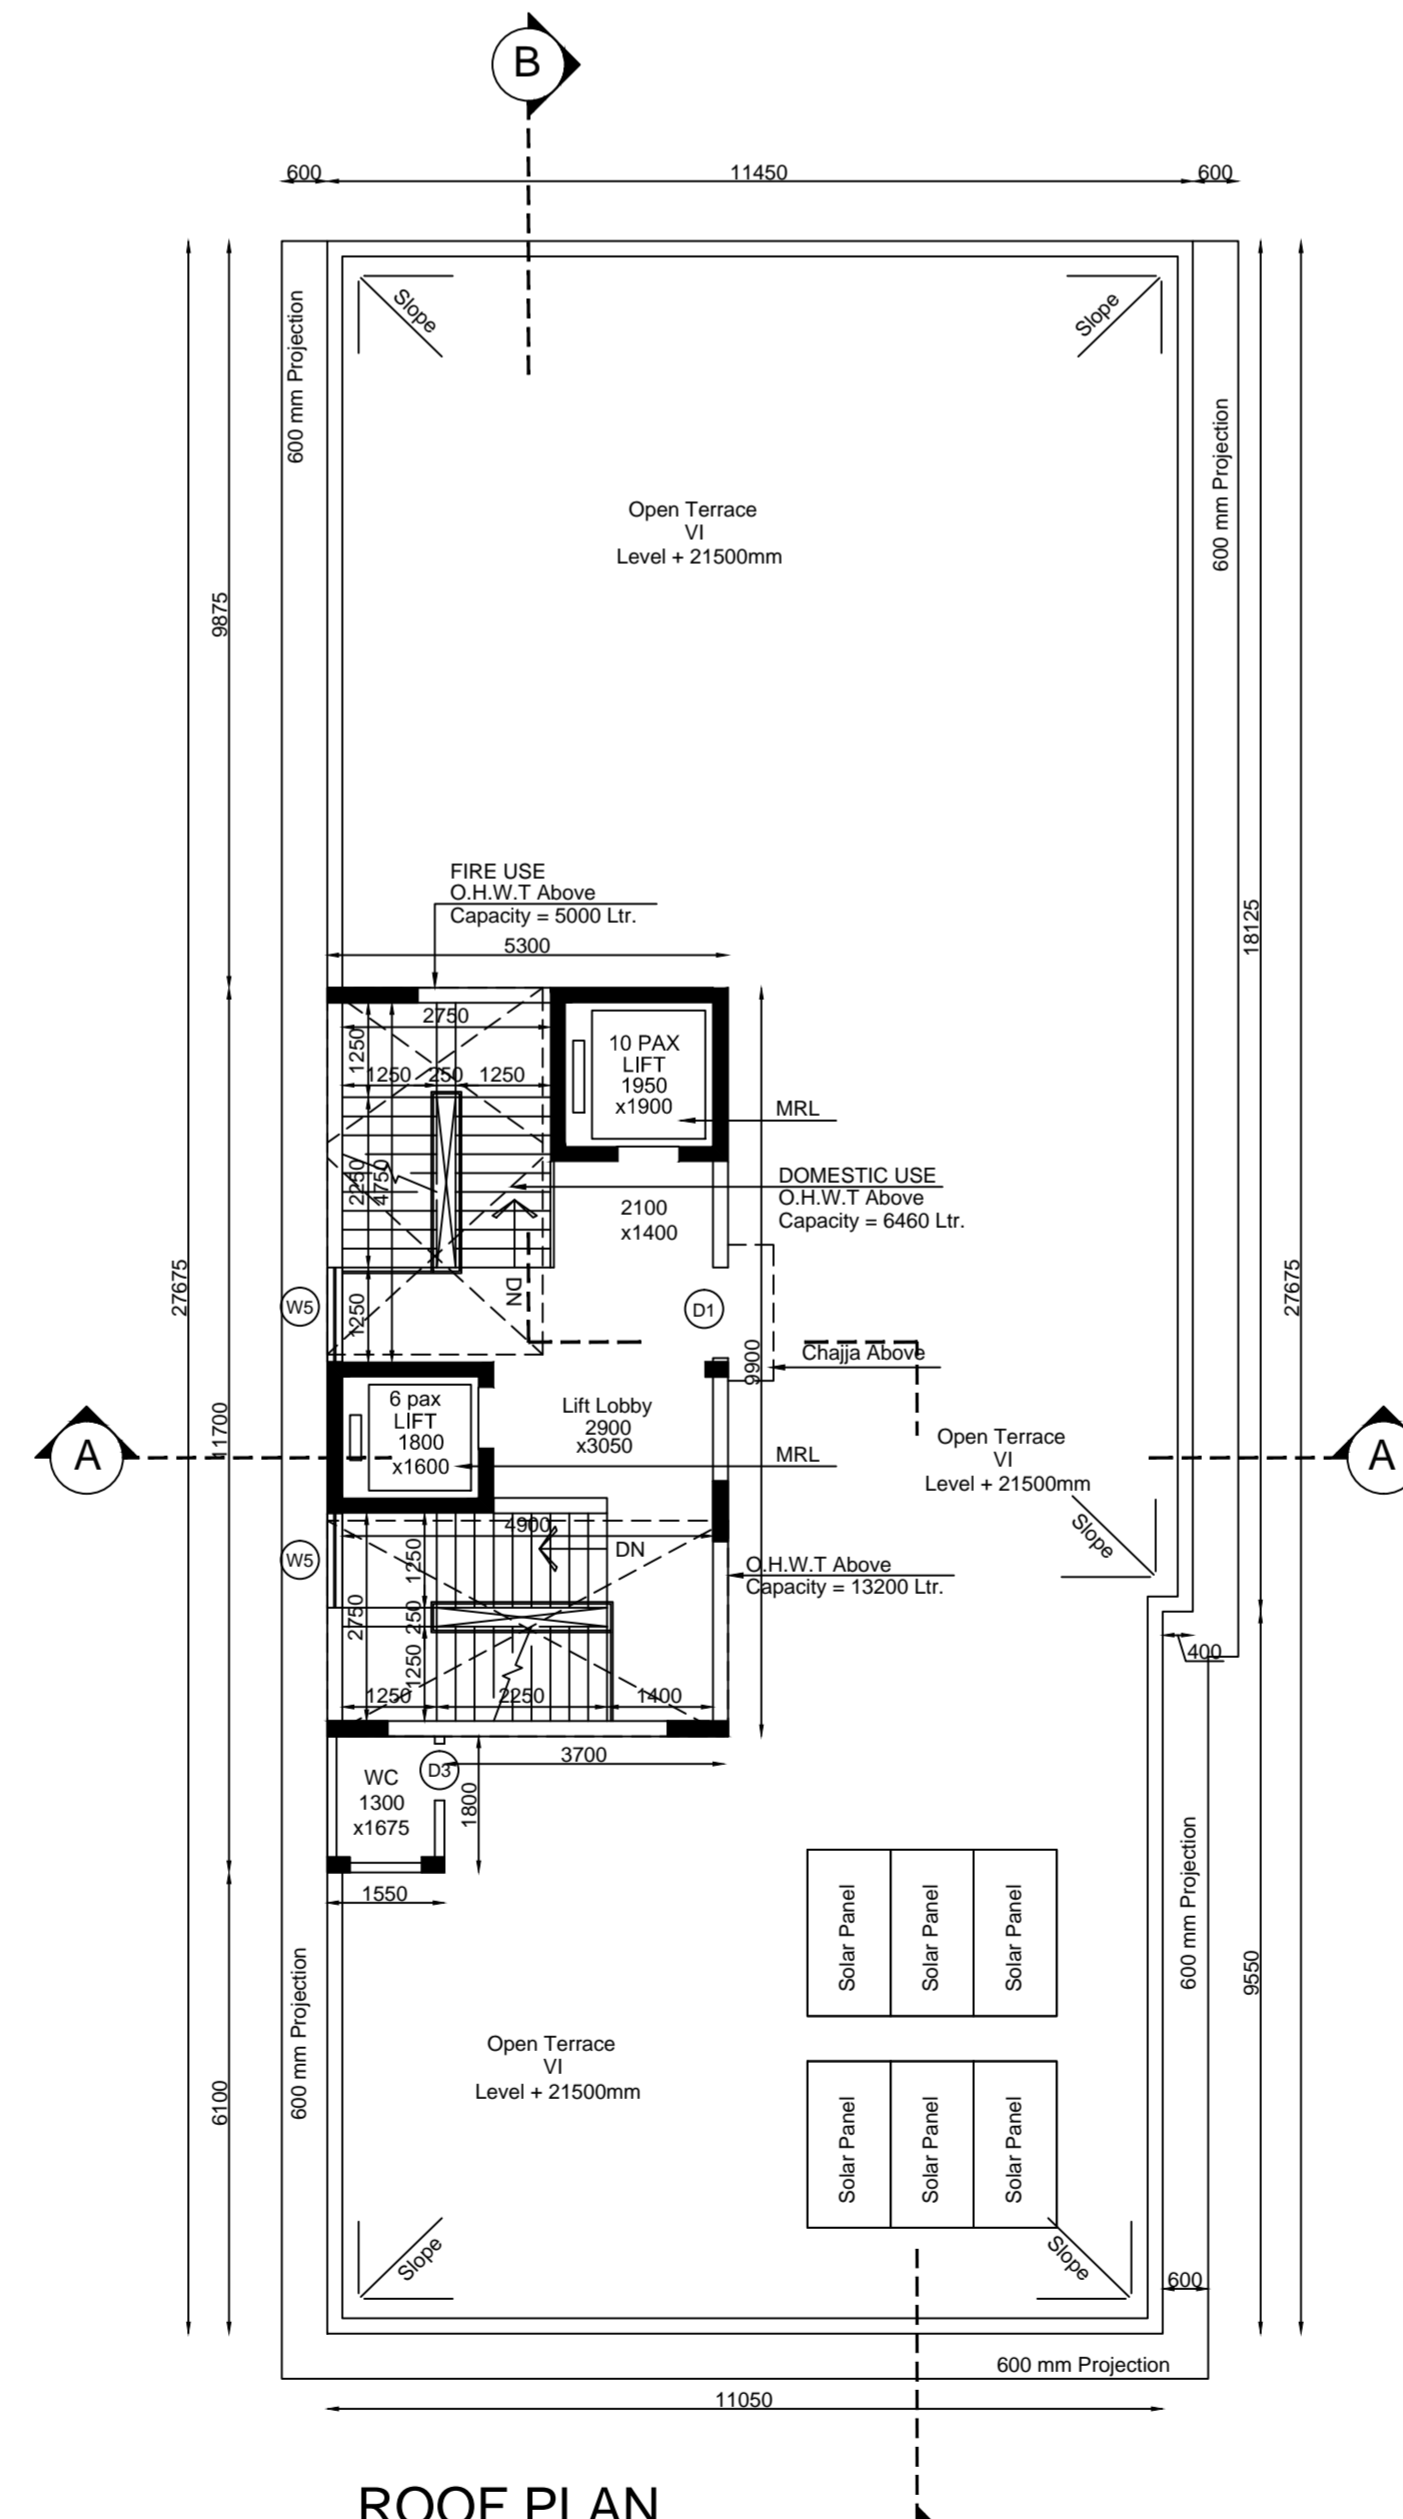 B
600
11450
600
600 mm Projection
Slope
Slope
600 mm Projection
Open Terrace
VI
Level + 21500mm
9875
18125
FIRE USE
O.H.W.T Above
Capacity = 5000 Ltr.
5300
2750
1250
1250
250
1250
10 PAX
LIFT
1950
x1900
MRL
2250
4750
DOMESTIC USE
O.H.W.T Above
Capacity = 6460 Ltr.
2100
x1400
27675
27675
W5
1250
DN
D1
9900
Chajja Above
11700
6 pax
LIFT
1800
x1600
Lift Lobby
2900
x3050
MRL
A
A
Open Terrace
VI
Level + 21500mm
Slope
4900
DN
W5
1250
2750
250
1250
O.H.W.T Above
Capacity = 13200 Ltr.
400
1250
2250
1400
3700
D3
WC
1300
x1675
1800
1550
Solar Panel
Solar Panel
Solar Panel
600 mm Projection
9550
600 mm Projection
Open Terrace
VI
Level + 21500mm
6100
Solar Panel
Solar Panel
Solar Panel
Slope
Slope
600
600 mm Projection
11050
ROOF PLAN